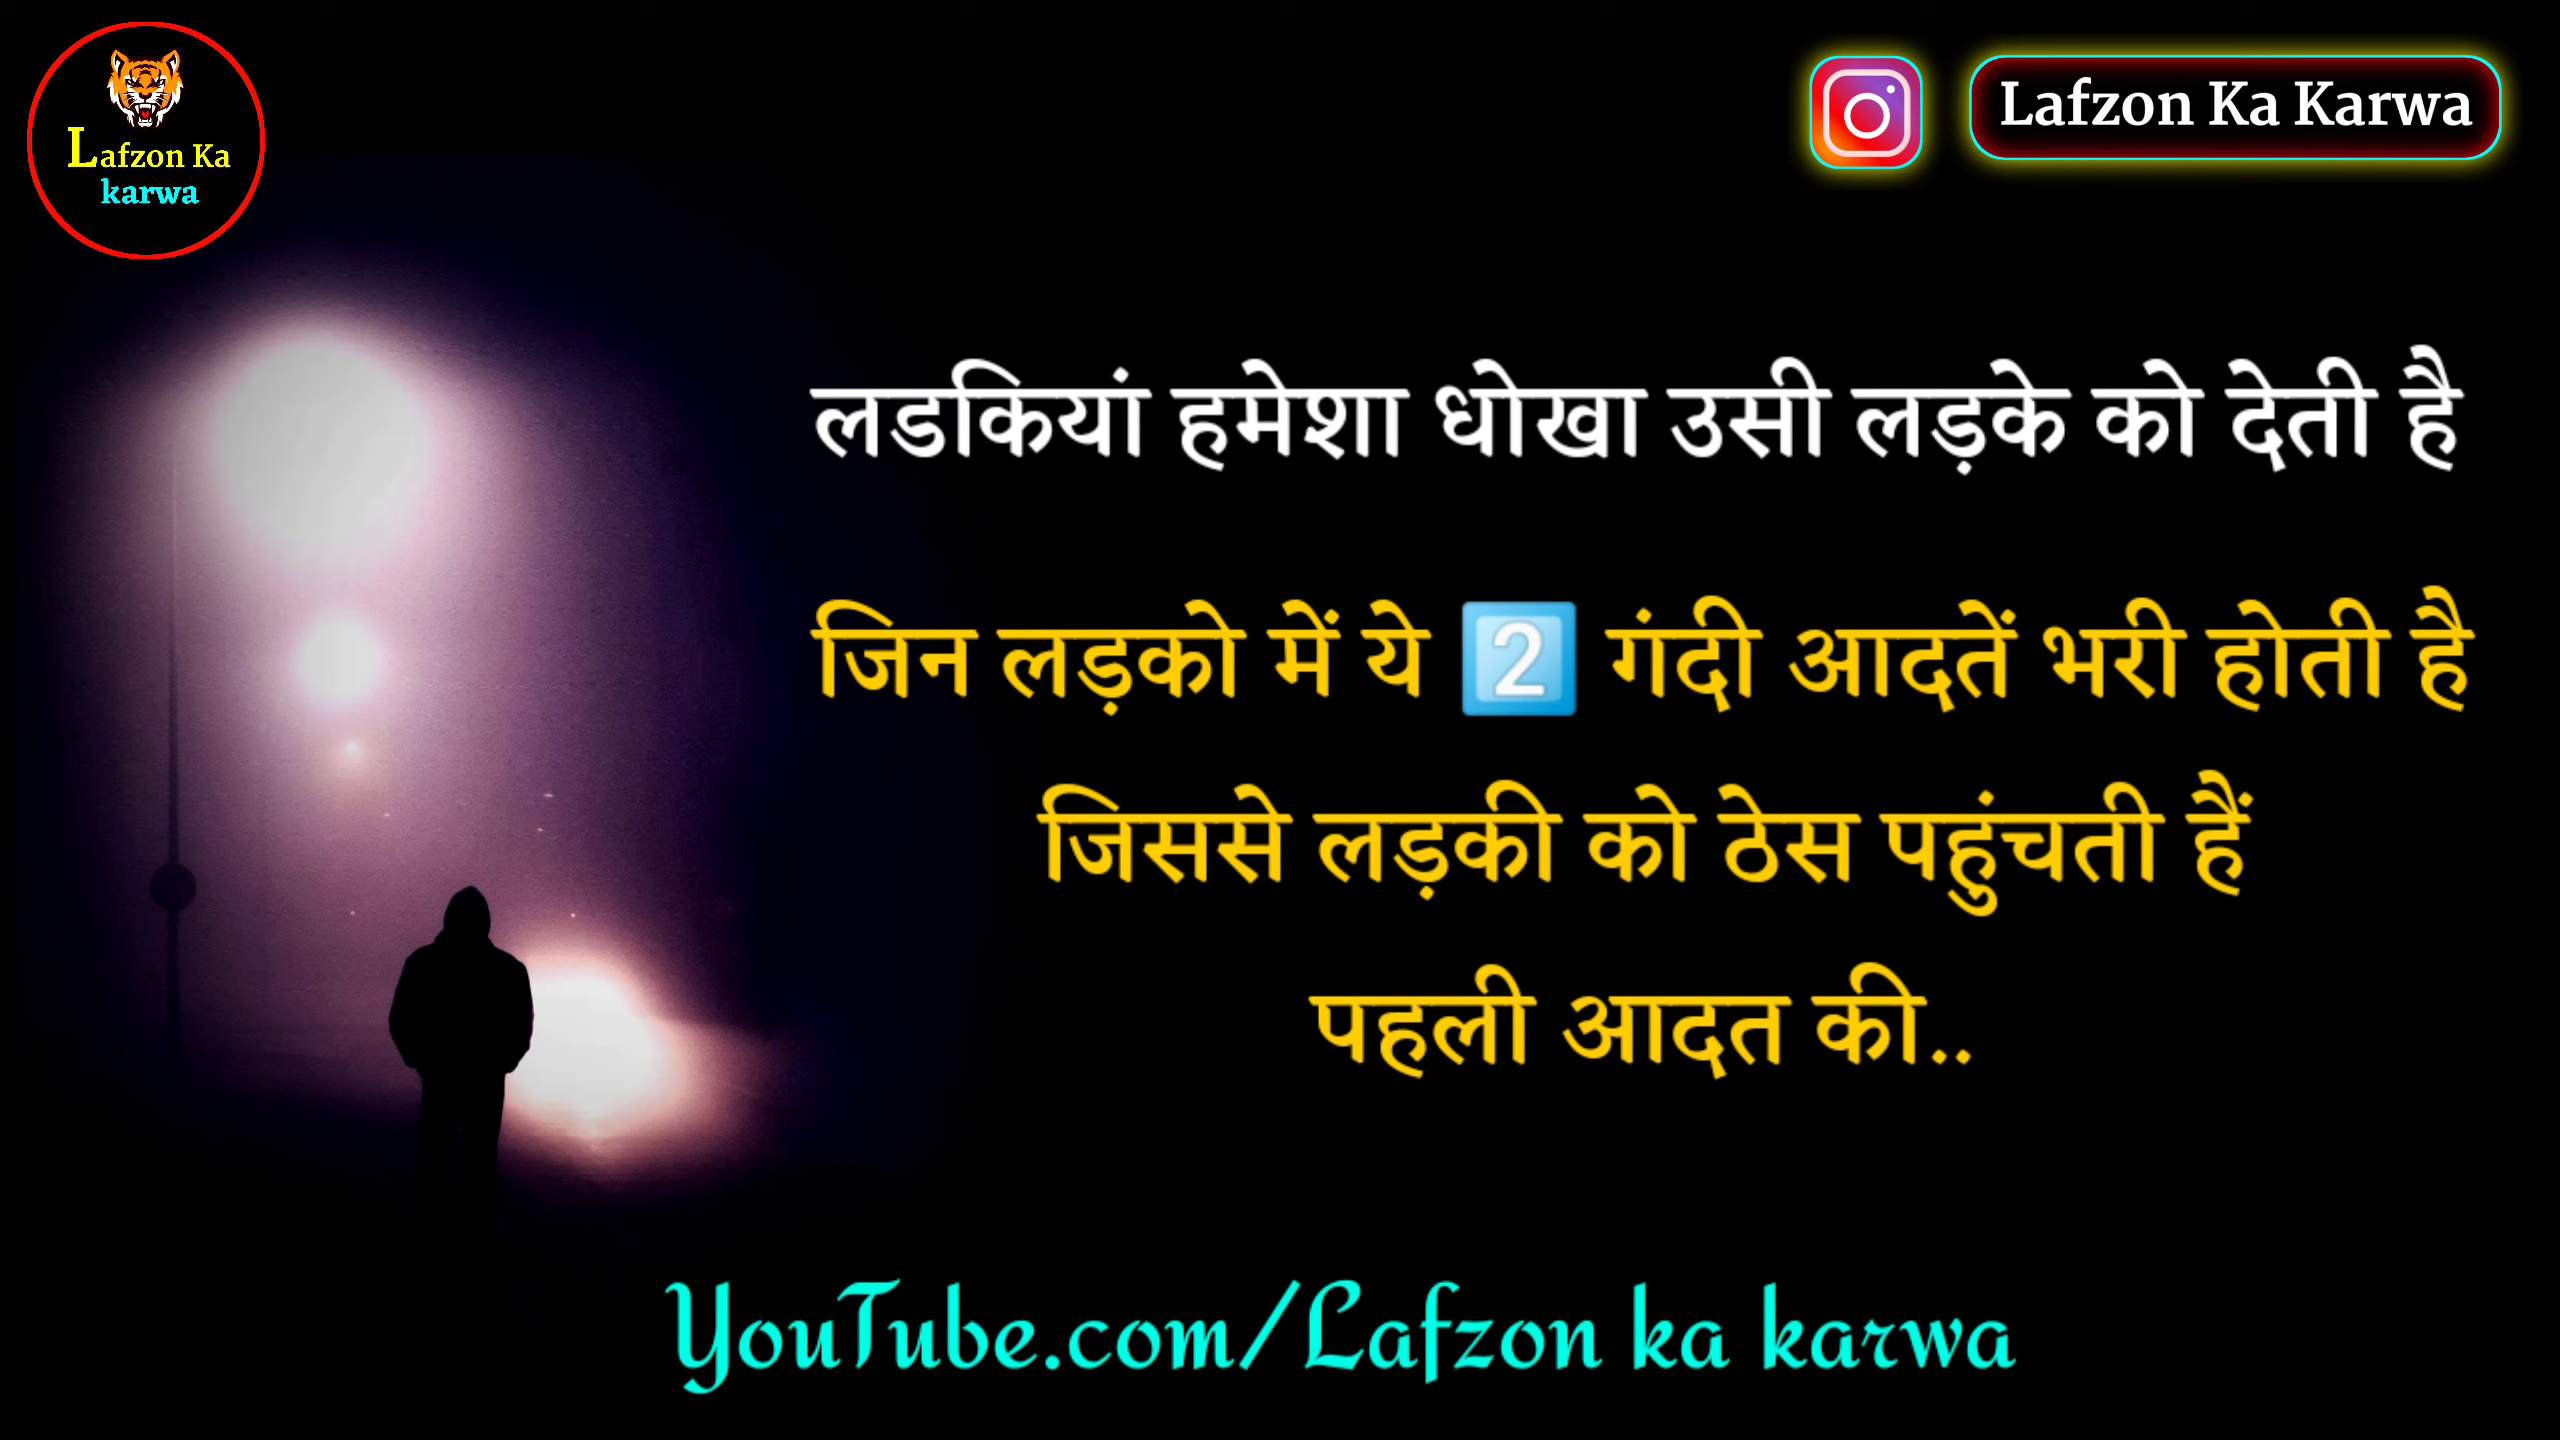 Lafzon Ka
karwa
Lafzon Ka Karwa
लडकियां हमेशा धोखा उसी लड़के को देती है
जिन लड़को में ये 2️⃣ गंदी आदतें भरी होती है
जिससे लड़की को ठेस पहुंचती हैं
पहली आदत की..
YouTube.com/Lafzon ka karwa